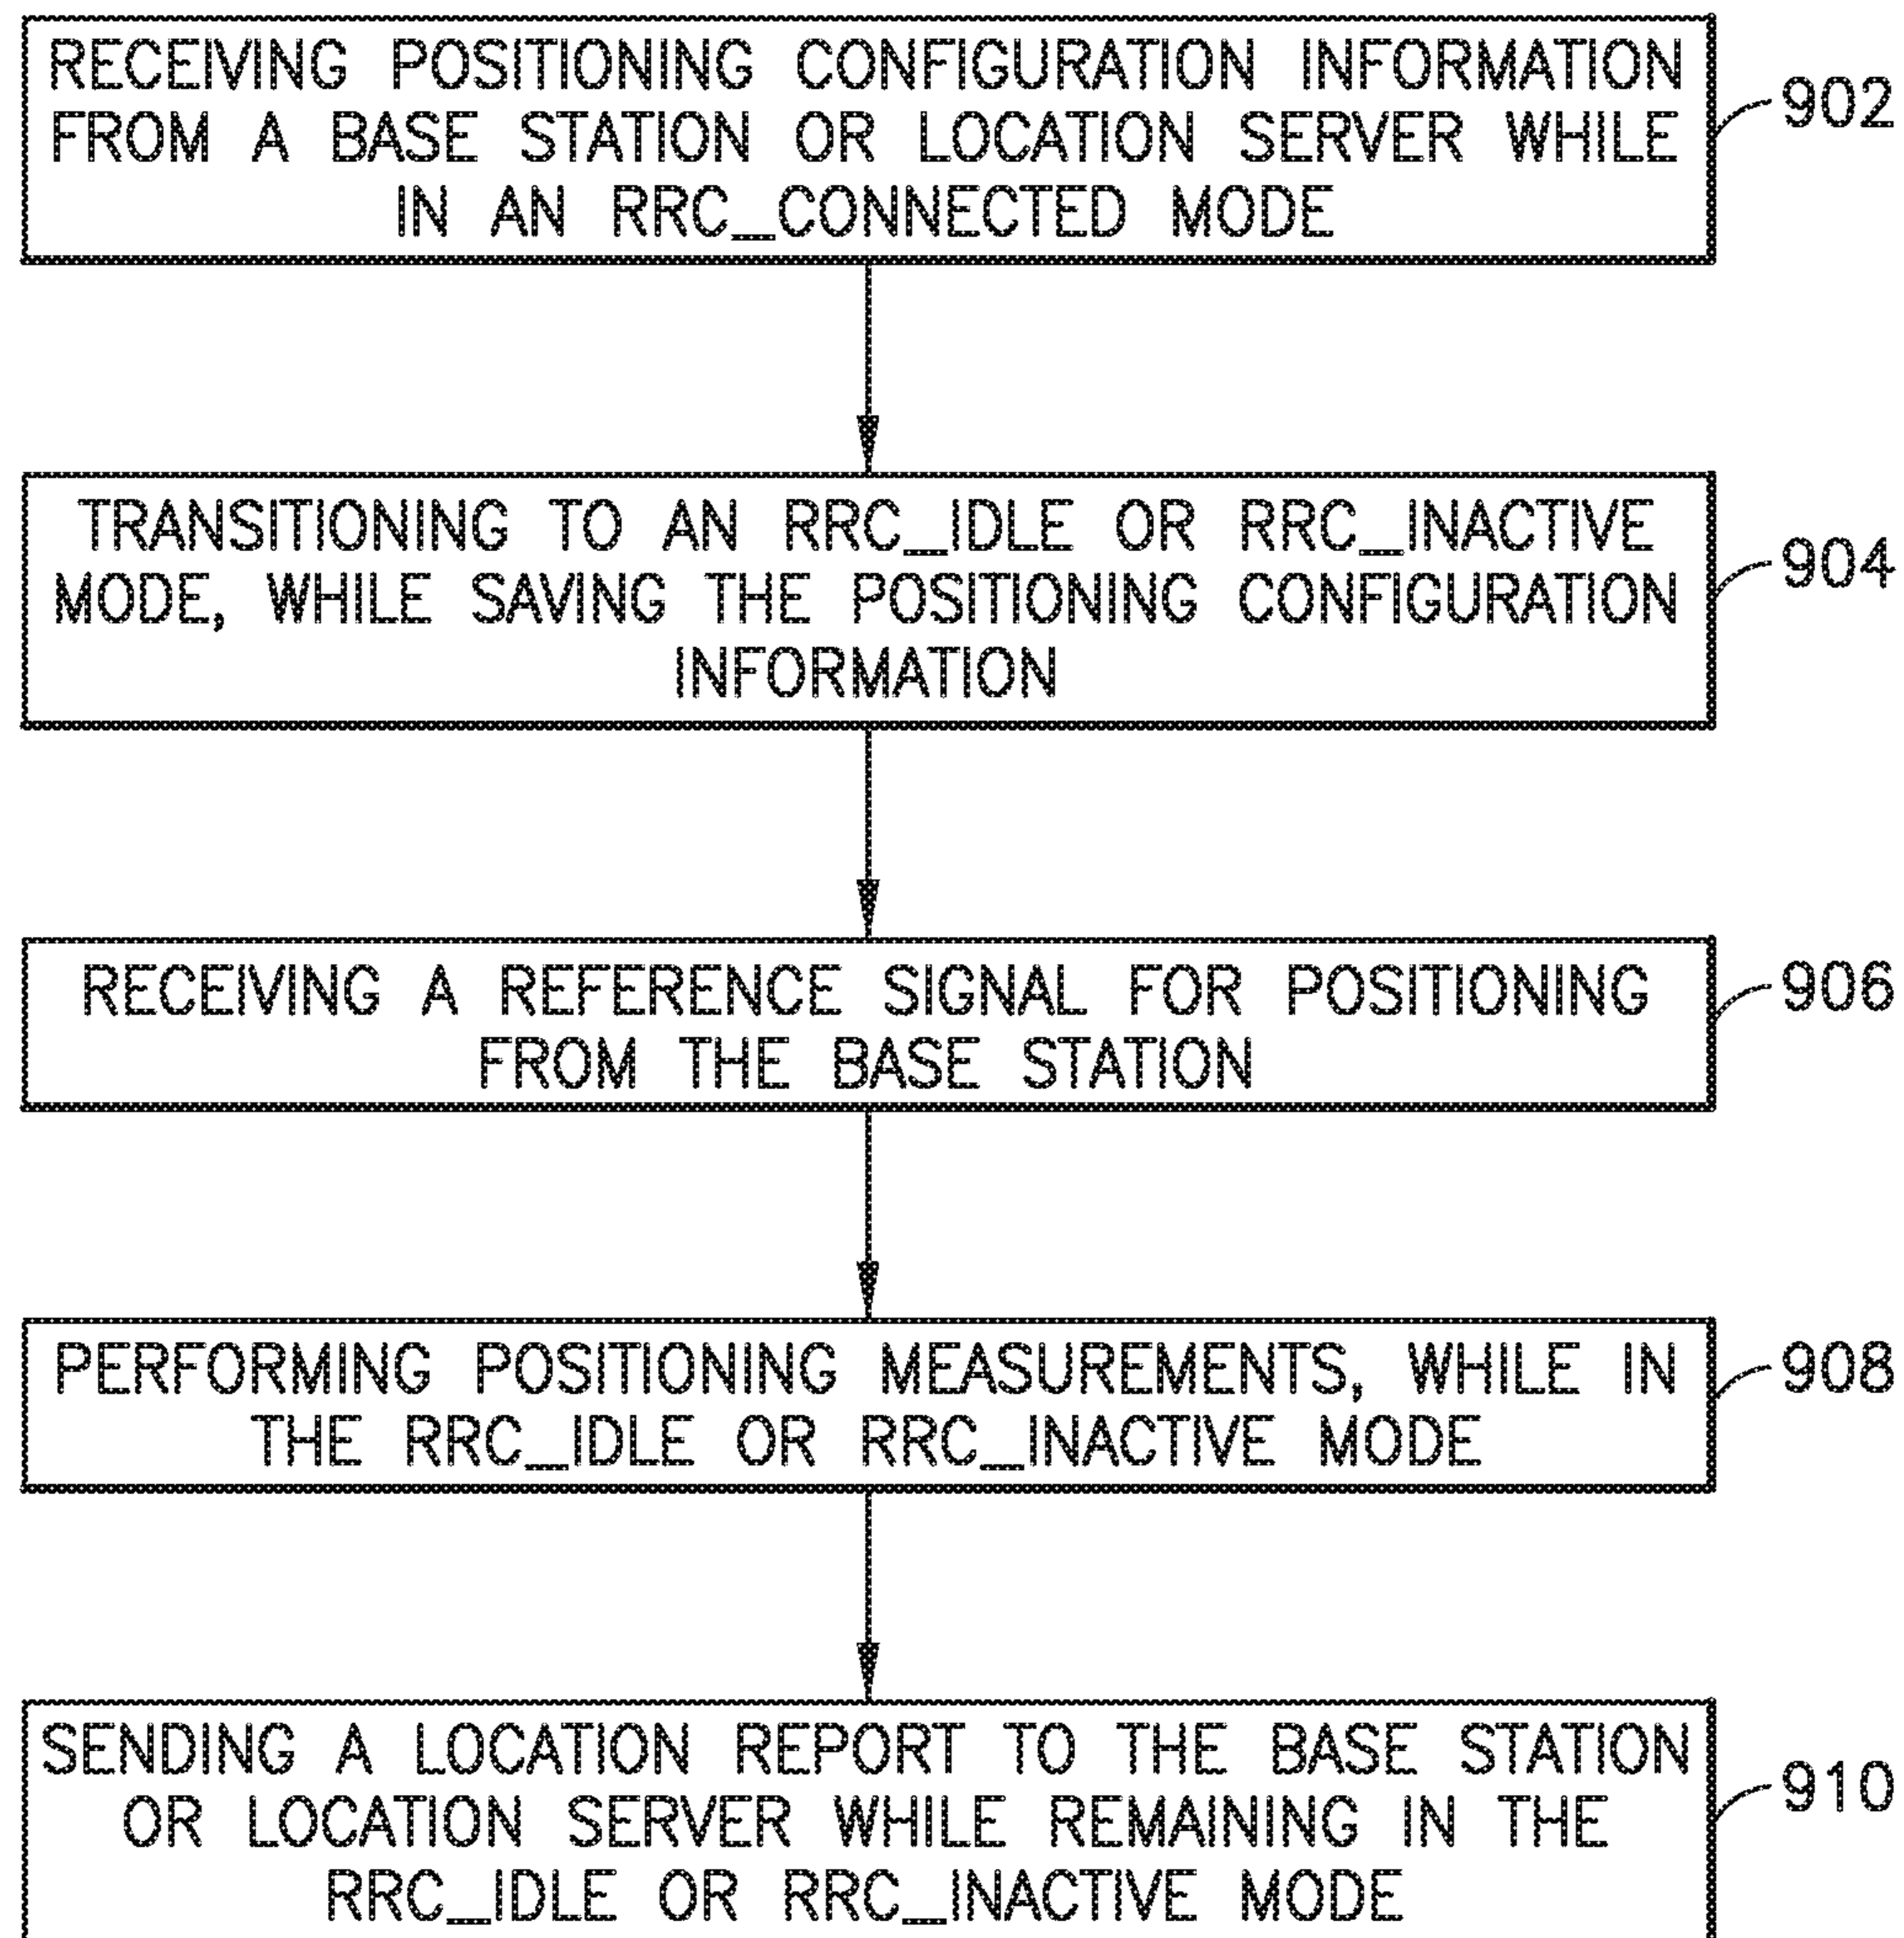 RECEIVING POSITIONING CONFIGURATION INFORMATION
FROM A BASE STATION OR LOCATION SERVER WHILE
IN AN RRC_CONNECTED MODE
902
TRANSITIONING TO AN RRC_IDLE OR RRC_INACTIVE
MODE, WHILE SAVING THE POSITIONING CONFIGURATION
INFORMATION
904
RECEIVING A REFERENCE SIGNAL FOR POSITIONING
FROM THE BASE STATION
906
PERFORMING POSITIONING MEASUREMENTS, WHILE IN
THE RRC_IDLE OR RRC_INACTIVE MODE
908
SENDING A LOCATION REPORT TO THE BASE STATION
OR LOCATION SERVER WHILE REMAINING IN THE
RRC_IDLE OR RRC_INACTIVE MODE
910